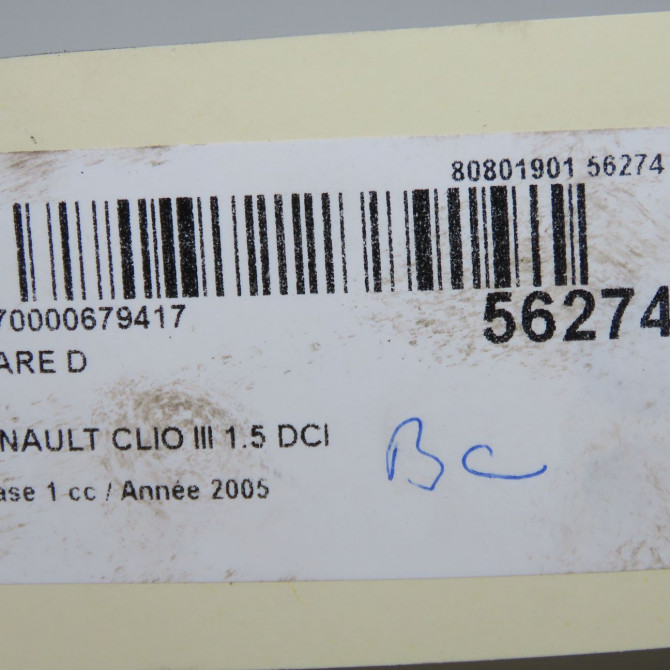 80801901 56274
70000679417
56274
ARE D
NAULT CLIO III 1.5 DCI
Bc
ase 1 cc / Année 2005